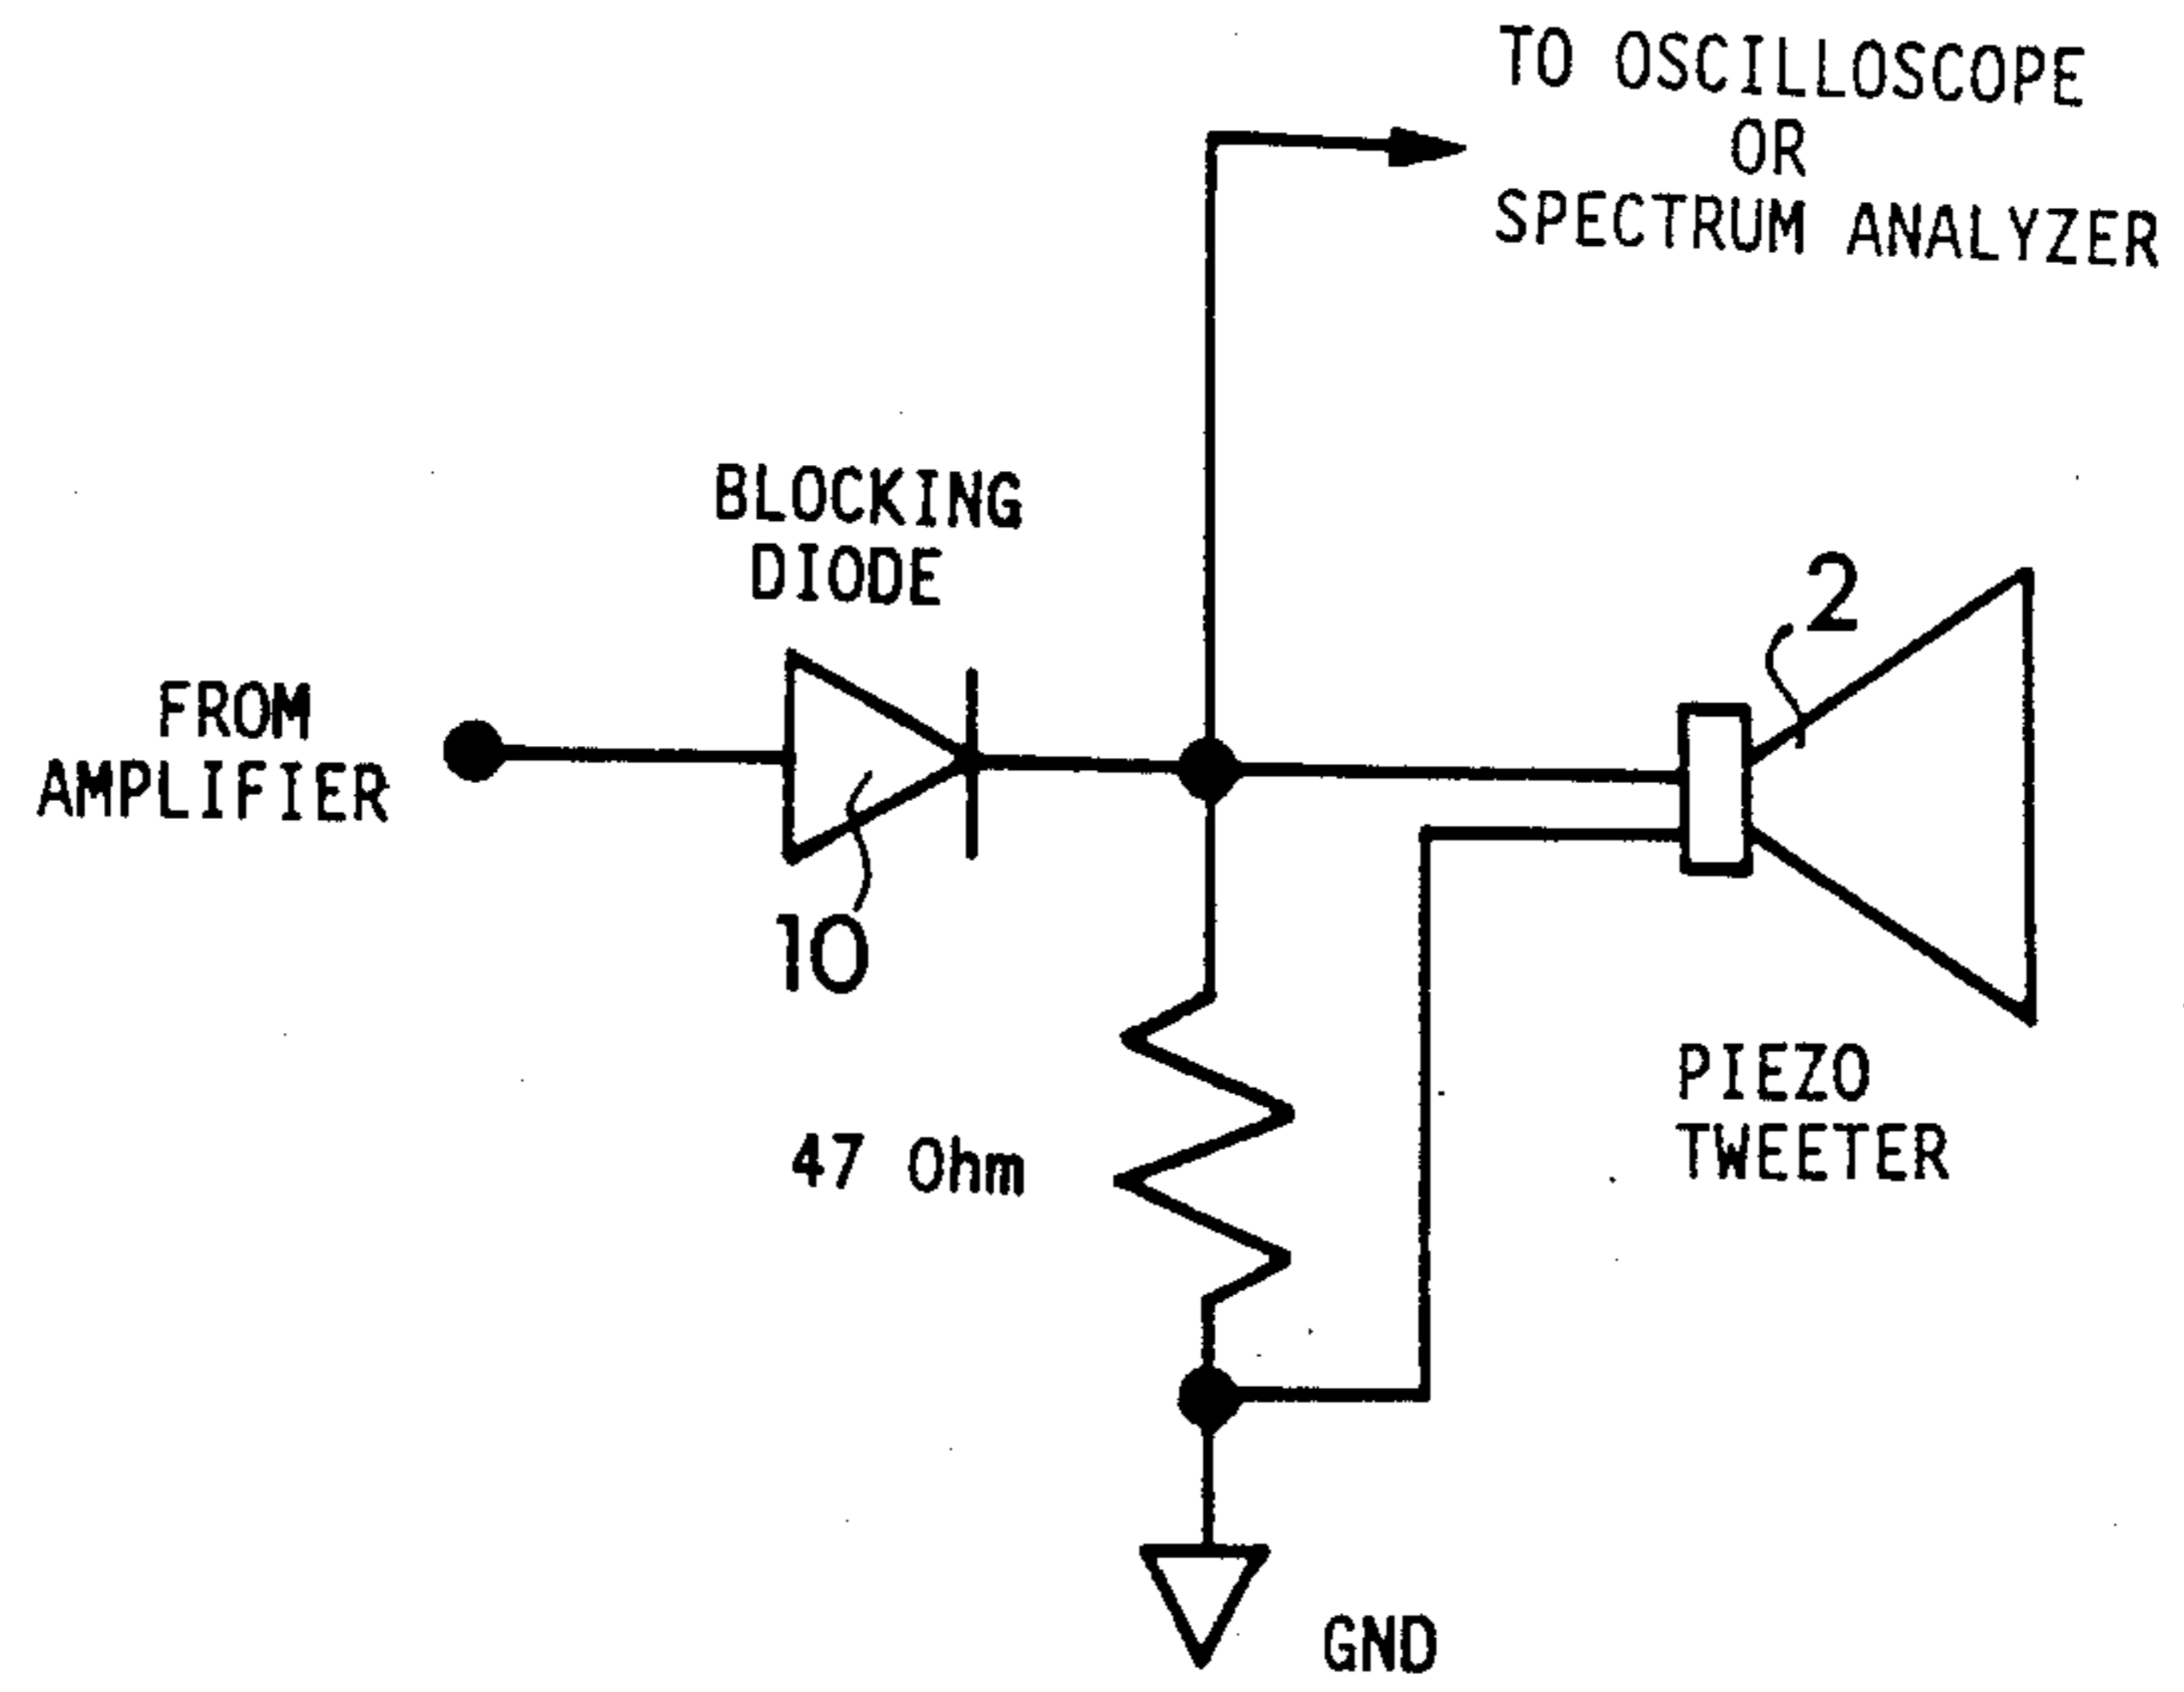 TO OSCILLOSCOPE
OR
SPECTRUM ANALYZER
BLOCKING
DIODE
2
FROM
AMPLIFIER
10
PIEZO
TWEETER
47 Ohm
GND